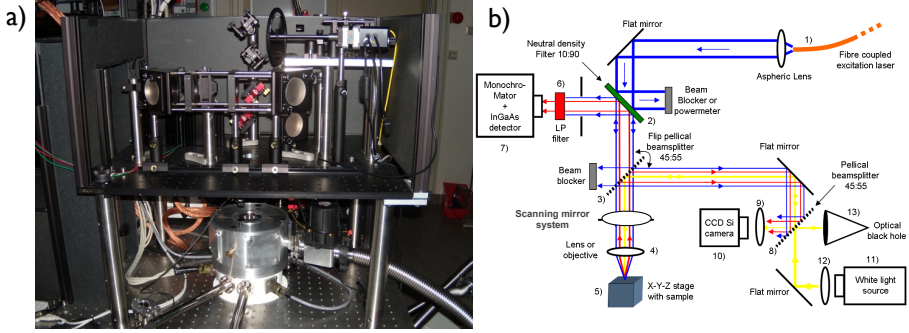 a)
b)
Flat mirror
1)
Fibre coupled
excitation laser
Aspheric Lens
Neutral density
Filter 10:90
6)
Monochro-
Mator
+
InGaAs
detector
7)
LP
filter
2)
Beam
Blocker or
powermeter
Flip pellical
beamsplitter
45:55
Beam
blocker
3)
Flat mirror
Pellical
beamsplitter
45:55
Scanning mirror
system
9)
CCD Si
camera
10)
8)
13)
Optical
black hole
Lens or
objective
4)
5)
X-Y-Z stage
with sample
Flat mirror
12)
11)
White light
source